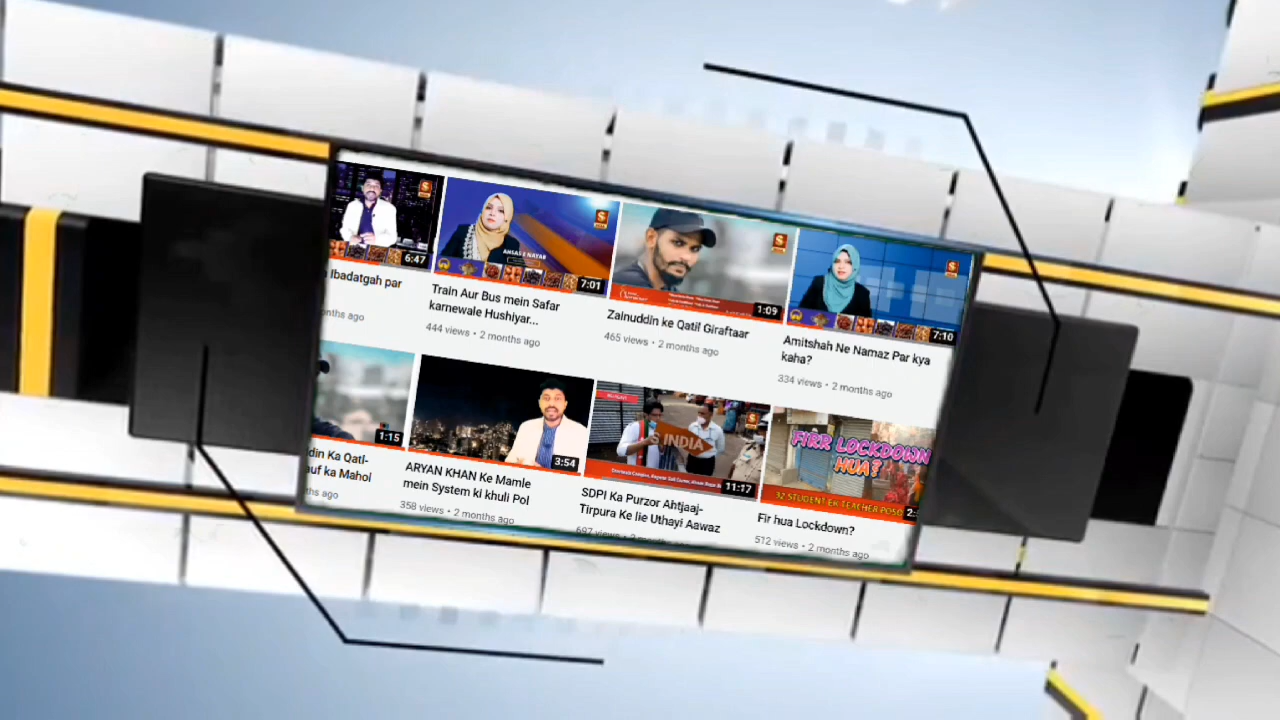 6:47
AHSAS E NAYAB
7:01
1:09
7:10
Ibadatgah par
Train Aur Bus mein Safar
karnewale Hushiyar...
444 views • 2 months ago
Zainuddin ke Qatil Giraftaar
465 views • 2 months ago
Amitshah Ne Namaz Par kya
kaha?
334 views • 2 months ago
1:15
3:54
INDIA
11:17
FIRR LOCKDOWN
HUA?
32 STUDENT EK TEACHER
din Ka Qatl-
uf ka Mahol
ago
ARYAN KHAN Ke Mamle
mein System ki khuli Pol
358 views • 2 months ago
SDPI Ka Purzor Ahtjaaj-
Tirpura Ke lie Uthayi Aawaz
Fir hua Lockdown?
512 views • 2 months ago